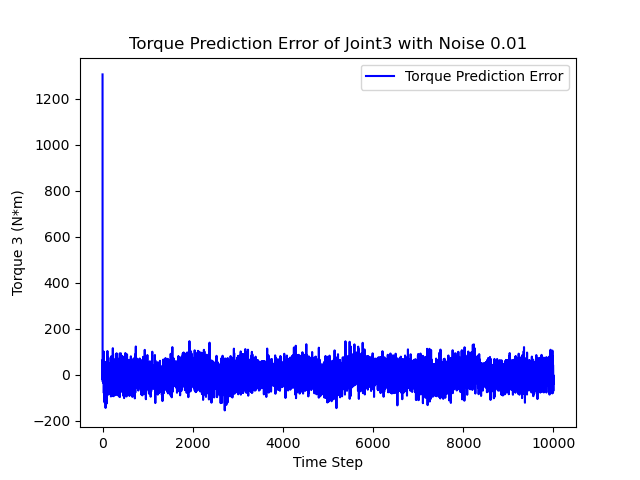 Torque Prediction Error of Joint3 with Noise 0.01
Torque Prediction Error
1200
1000
800
600
400
200
0
−200
Torque 3 (N*m)
0 2000 4000 6000 8000 10000
Time Step